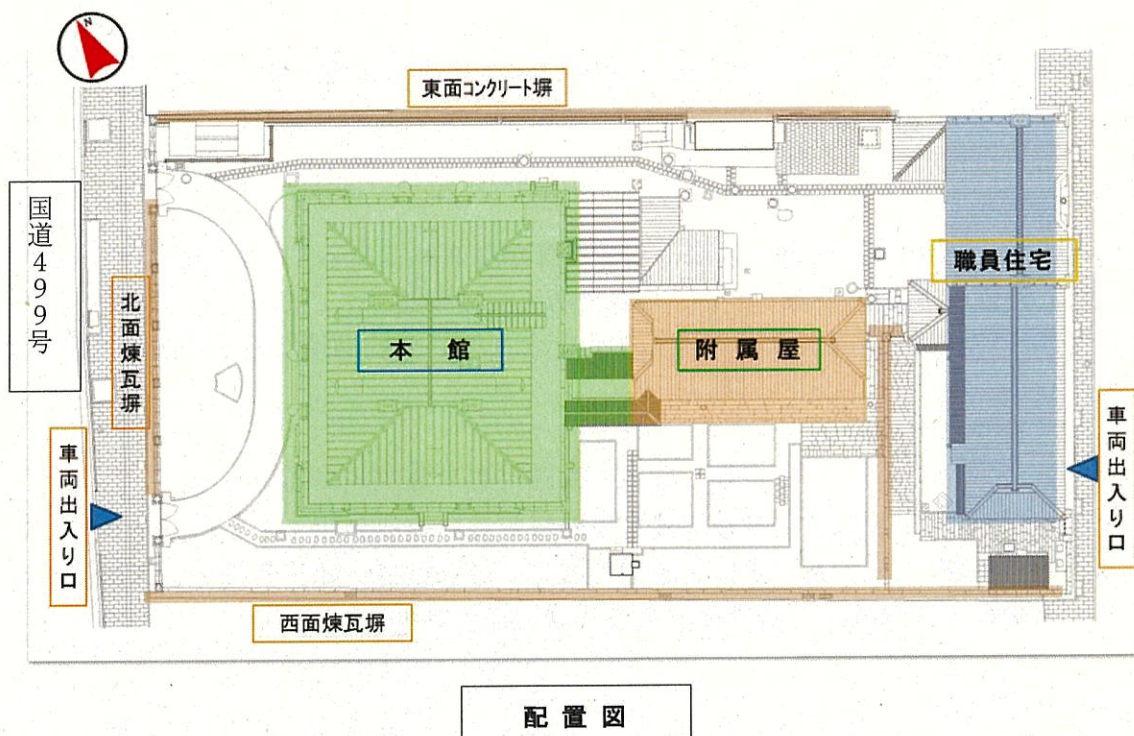 N
東面コンクリート塀
国道499号
北面煉瓦塀
本館
附属屋
職員住宅
車両出入り口
車両出入り口
西面煉瓦塀
配置図